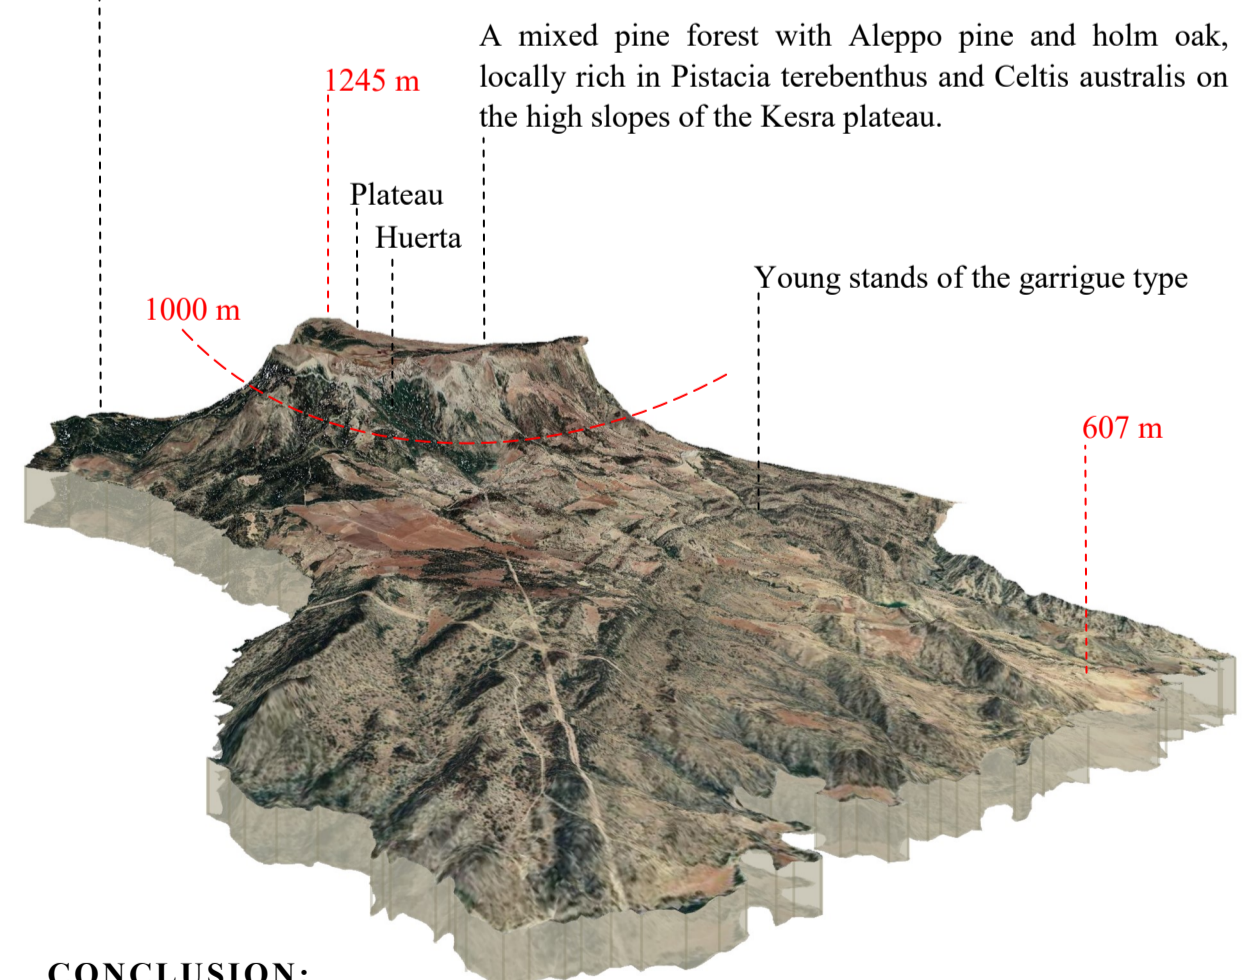 A mixed pine forest with Aleppo pine and holm oak,
locally rich in Pistacia terebenthus and Celtis australis on
the high slopes of the Kesra plateau.
1245 m
Plateau
Huerta
Young stands of the garrigue type
1000 m
607 m
CONCLUSION: